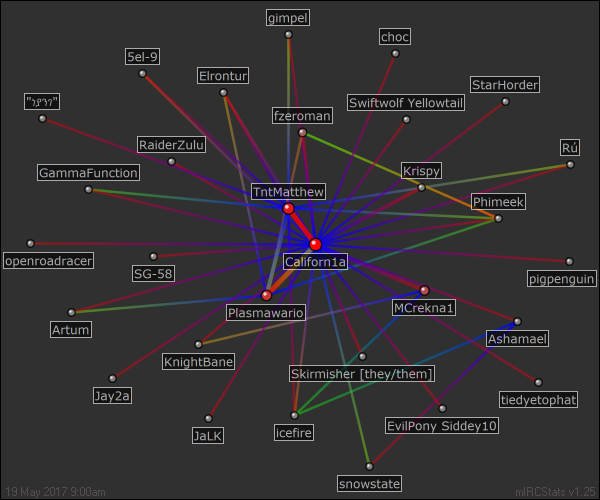 gimpel
choc
5el-9
Elrontur
StarHorder
Swiftwolf Yellowtail
fzeroman
RaiderZulu
Rú
GammaFunction
Krispy
TntMatthew
Phimeek
openroadracer
Californ1a
SG-58
pigpenguin
Plasmawario
MCrekna1
Artum
Ashamael
KnightBane
Skirmisher [they/them]
Jay2a
tiedyetophat
JaLK
icefire
EvilPony Siddey10
snowstate
19 May 2017 9:00am
mIRCStats v1.25